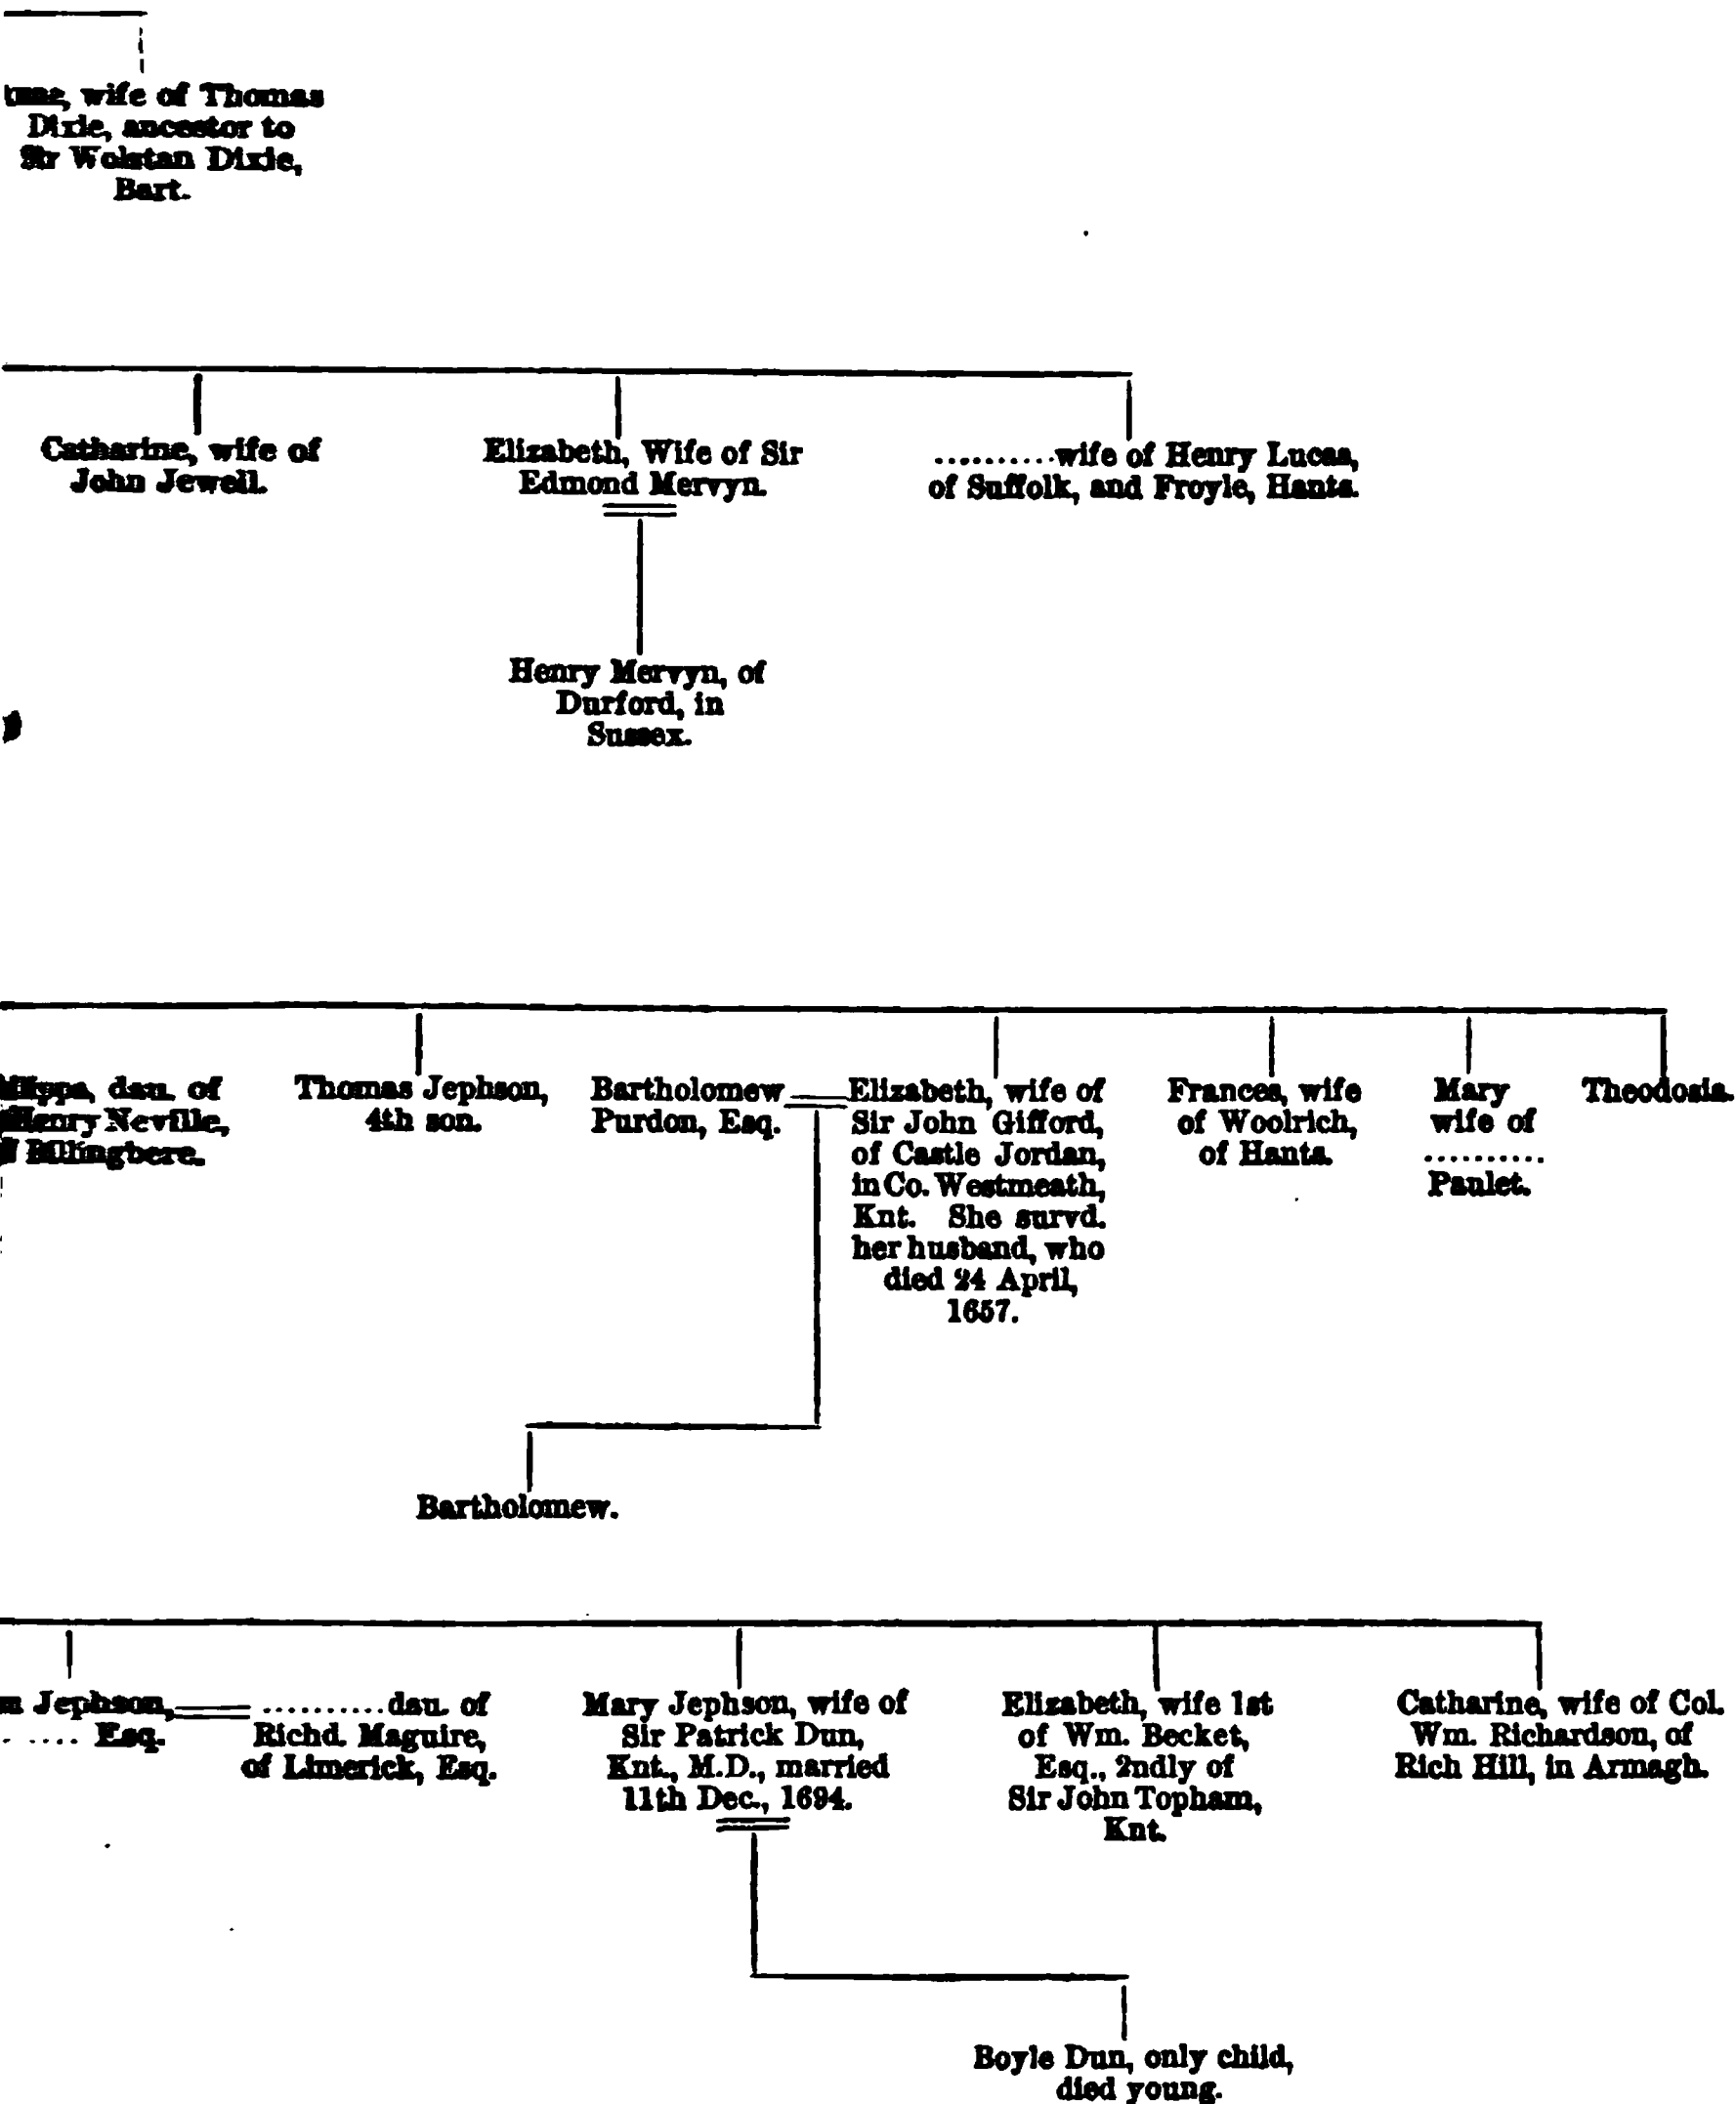 wife of Thomas
Dixie, ancestor to
Sir Wolstan Dixie,
Bart.
Catharine, wife of
John Jewell.
Elizabeth, Wife of Sir
Edmond Mervyn.
..........wife of Henry Lucas,
of Suffolk, and Froyle, Hants.
Henry Mervyn, of
Durford, in
Sussex.
dau. of
Henry Neville,
Billingbere.
Thomas Jephson,
4th son.
Bartholomew
Purdon, Esq.
Elizabeth, wife of
Sir John Gifford,
of Castle Jordan,
in Co. Westmeath,
Knt. She survd.
her husband, who
died 24 April,
1657.
Frances, wife
of Woolrich,
of Hants.
Mary
wife of
..........
Paulet.
Theodosia.
Bartholomew.
Jephson,
..... Esq.
..........dau. of
Richd. Maguire,
of Limerick, Esq.
Mary Jephson, wife of
Sir Patrick Dun,
Knt., M.D., married
11th Dec., 1694.
Elizabeth, wife 1st
of Wm. Becket,
Esq., 2ndly of
Sir John Topham,
Knt.
Catharine, wife of Col.
Wm. Richardson, of
Rich Hill, in Armagh.
Boyle Dun, only child,
died young.